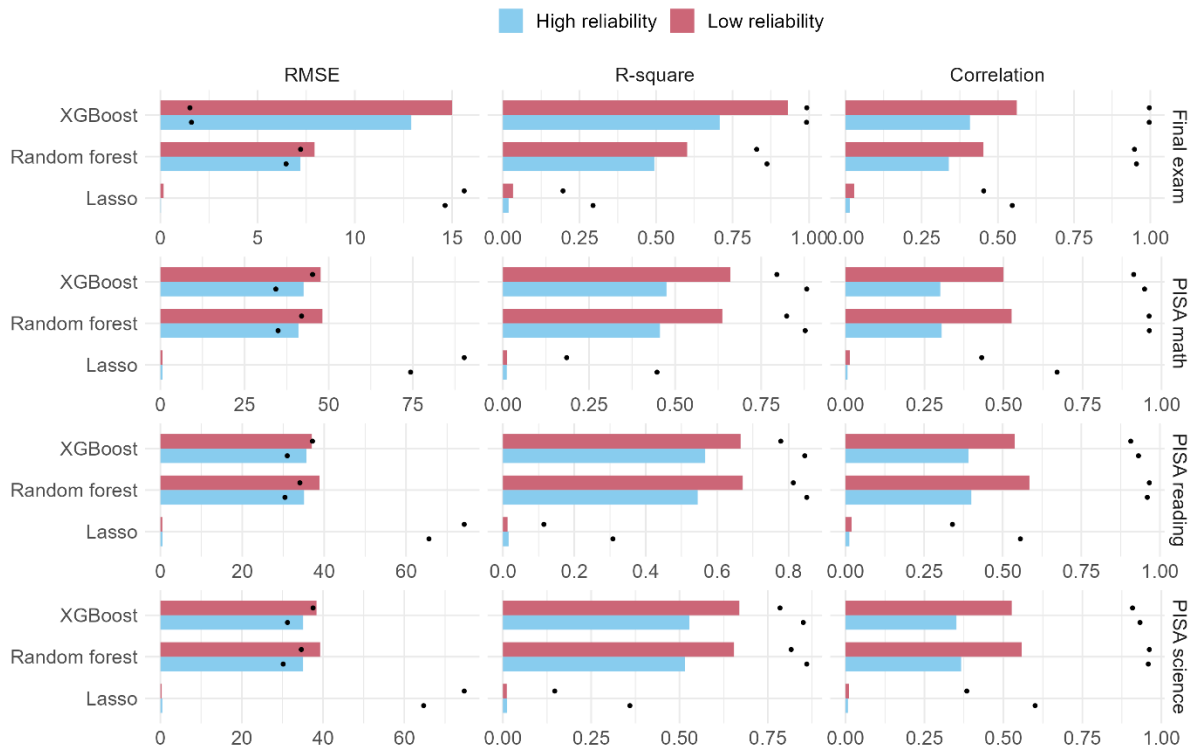 High reliability Low reliability
RMSE R-square Correlation
XGBoost
Random forest
Lasso
Final exam
0 5 10 15 0.00 0.25 0.50 0.75 1.00 0.00 0.25 0.50 0.75 1.00
XGBoost
Random forest
Lasso
PISA math
0 25 50 75 0.00 0.25 0.50 0.75 0.00 0.25 0.50 0.75 1.00
XGBoost
Random forest
Lasso
PISA reading
0 20 40 60 0.0 0.2 0.4 0.6 0.8 0.00 0.25 0.50 0.75 1.00
XGBoost
Random forest
Lasso
PISA science
0 20 40 60 0.00 0.25 0.50 0.75 0.00 0.25 0.50 0.75 1.00